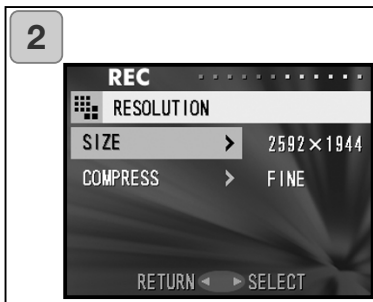 2
REC
RESOLUTION
SIZE > 2592×1944
COMPRESS > FINE
RETURN ◀ ▶ SELECT